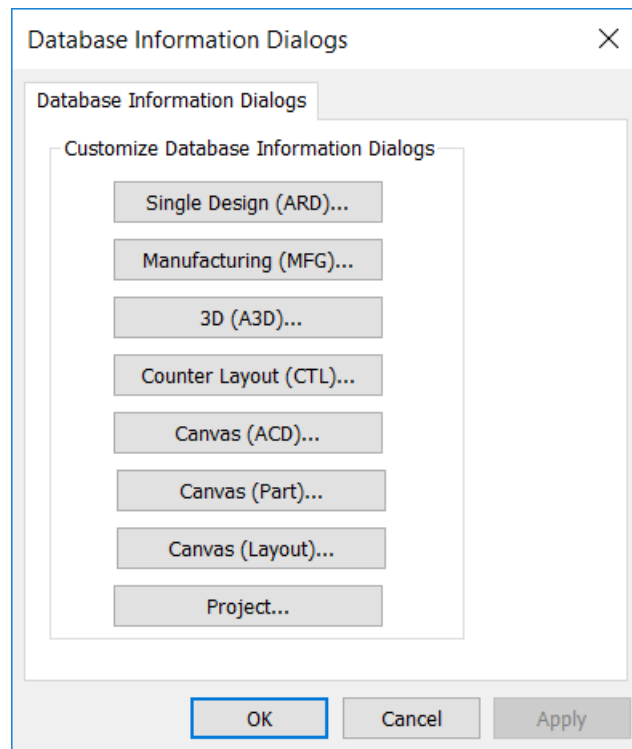 Database Information Dialogs
Database Information Dialogs
Customize Database Information Dialogs
Single Design (ARD)...
Manufacturing (MFG)...
3D (A3D)...
Counter Layout (CTL)...
Canvas (ACD)...
Canvas (Part)...
Canvas (Layout)...
Project...
OK Cancel Apply